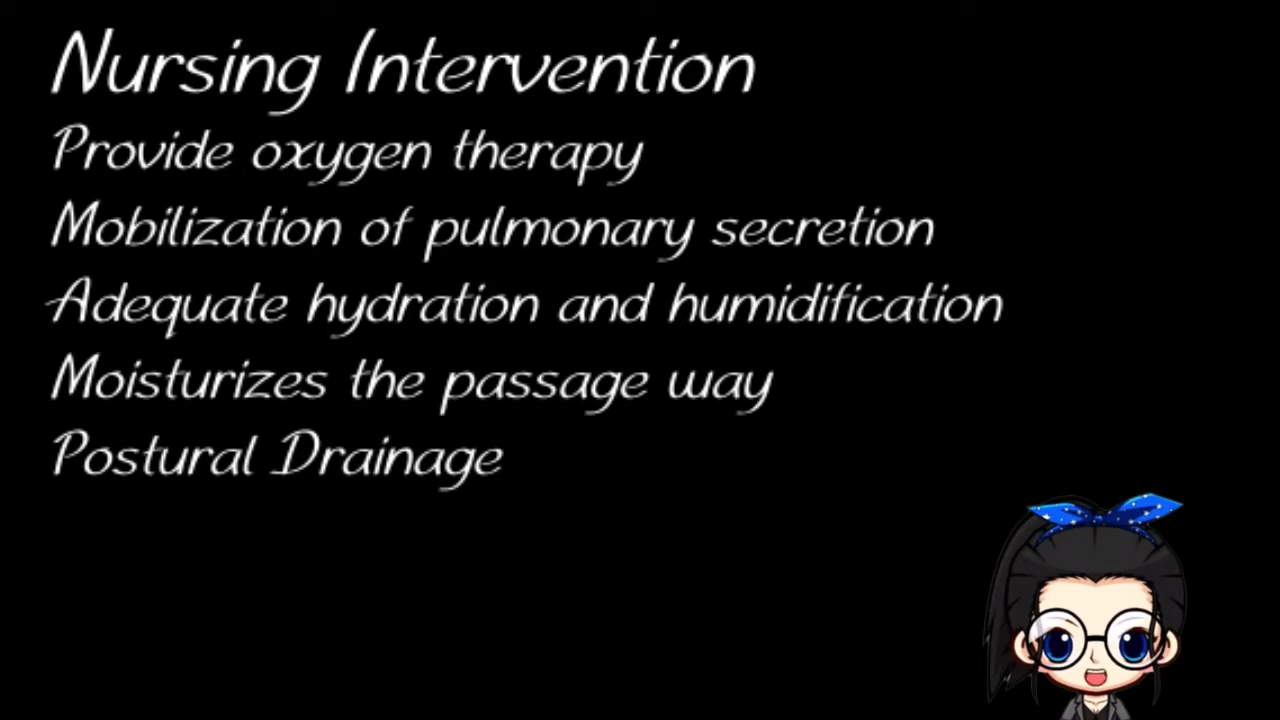 Nursing Intervention
Provide oxygen therapy
Mobilization of pulmonary secretion
Adequate hydration and humidification
Moisturizes the passage way
Postural Drainage